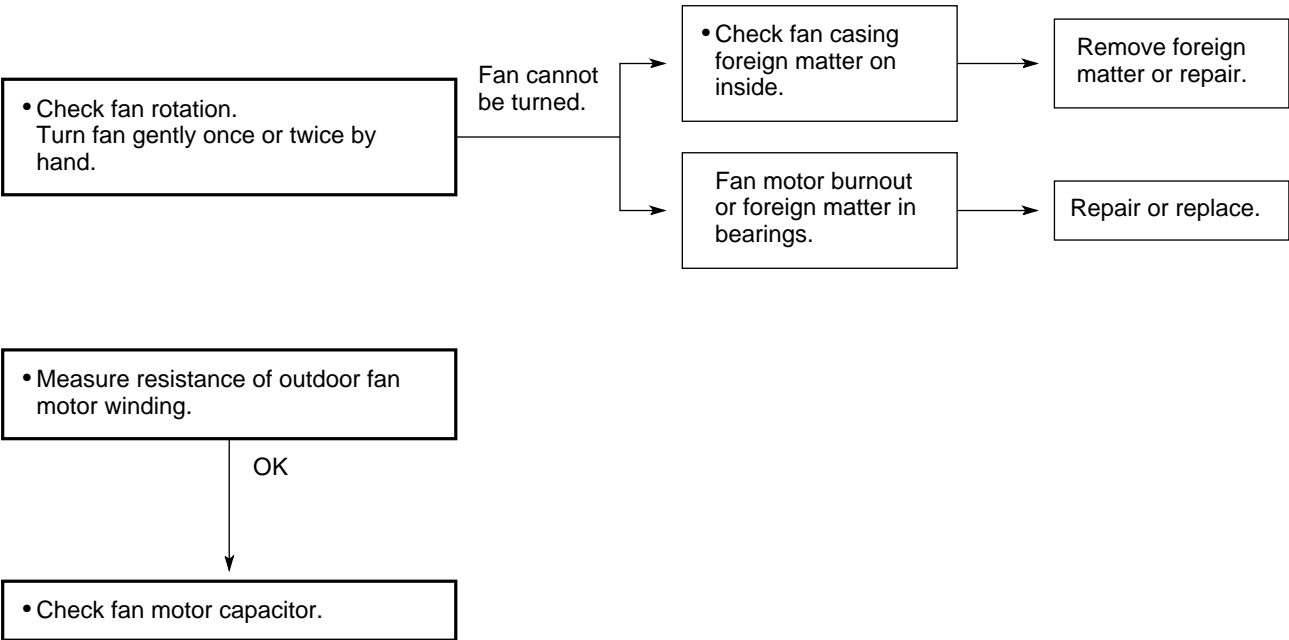 • Check fan rotation.
Turn fan gently once or twice by
hand.
Fan cannot
be turned.
• Check fan casing
foreign matter on
inside.
Remove foreign
matter or repair.
Fan motor burnout
or foreign matter in
bearings.
Repair or replace.
• Measure resistance of outdoor fan
motor winding.
OK
• Check fan motor capacitor.